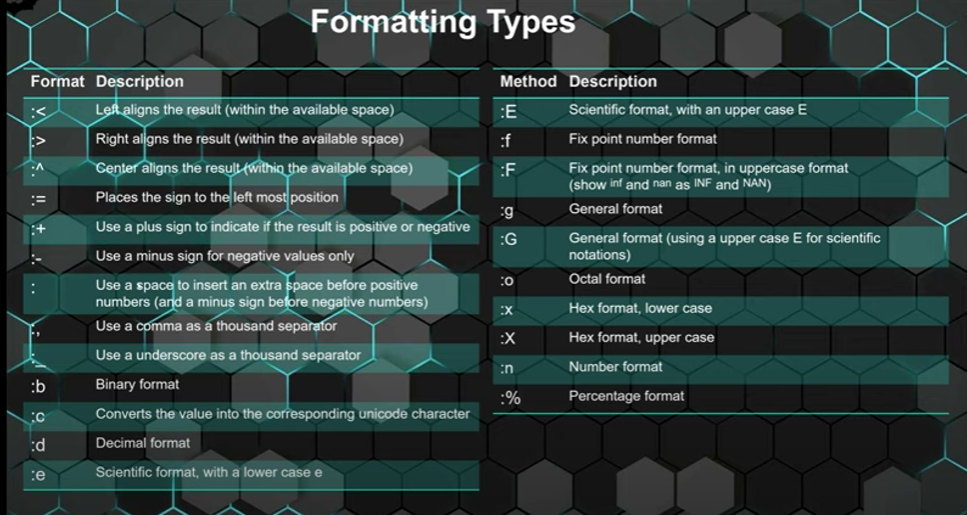 Formatting Types
Format Description
:< Left aligns the result (within the available space)
:> Right aligns the result (within the available space)
:^ Center aligns the result (within the available space)
:= Places the sign to the left most position
:+ Use a plus sign to indicate if the result is positive or negative
:- Use a minus sign for negative values only
: Use a space to insert an extra space before positive
numbers (and a minus sign before negative numbers)
:, Use a comma as a thousand separator
:_ Use a underscore as a thousand separator
:b Binary format
:c Converts the value into the corresponding unicode character
:d Decimal format
:e Scientific format, with a lower case e
Method Description
:E Scientific format, with an upper case E
:f Fix point number format
:F Fix point number format, in uppercase format
(show inf and nan as INF and NAN)
:g General format
:G General format (using a upper case E for scientific
notations)
:o Octal format
:x Hex format, lower case
:X Hex format, upper case
:n Number format
:% Percentage format